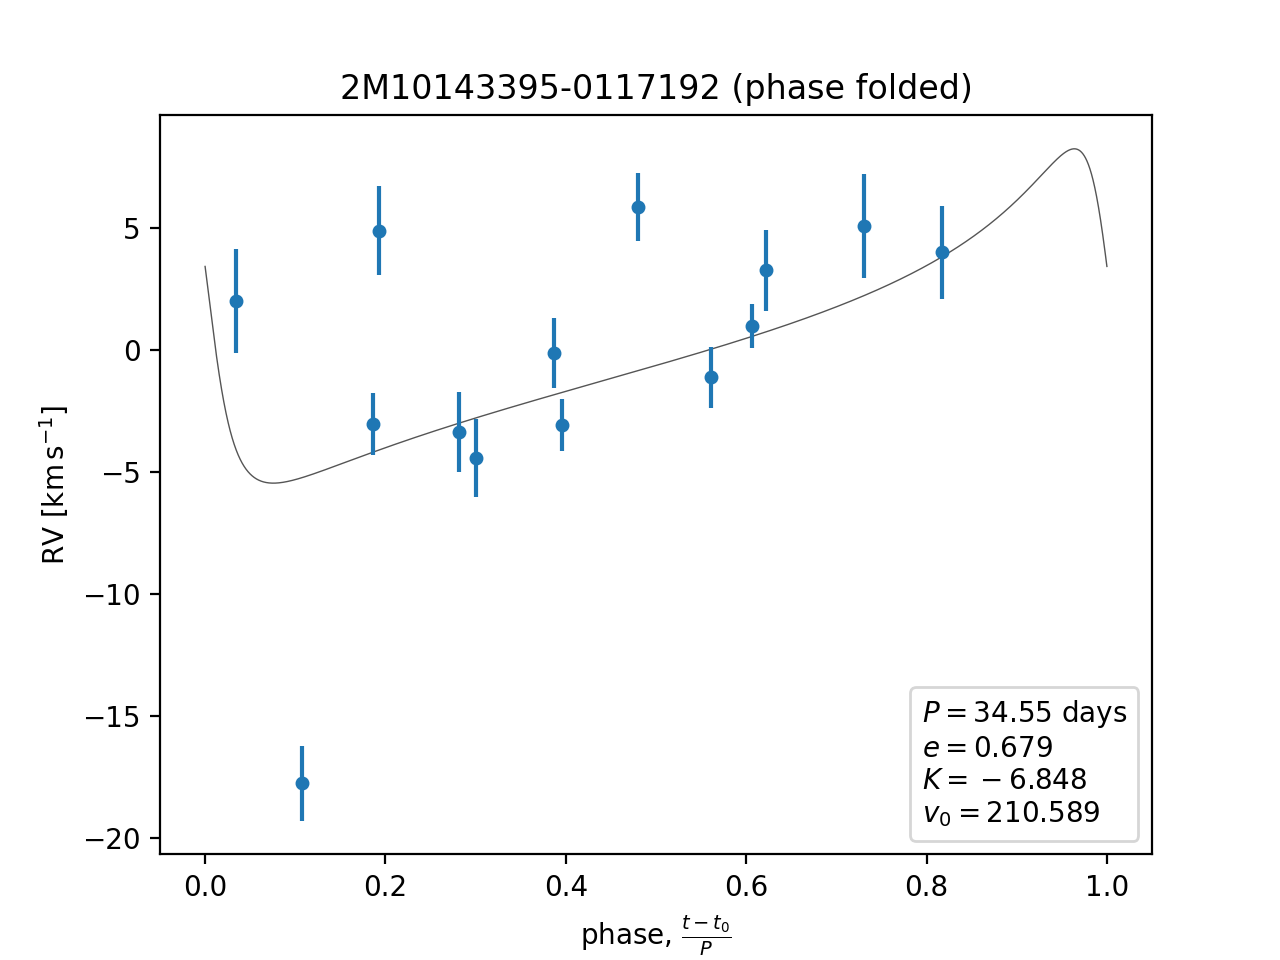 2M10143395-0117192 (phase folded)
5
0
−5
−10
−15
−20
RV [km s⁻¹]
P = 34.55 days
e = 0.679
K = −6.848
v₀ = 210.589
0.0 0.2 0.4 0.6 0.8 1.0
phase, (t − t₀)/P